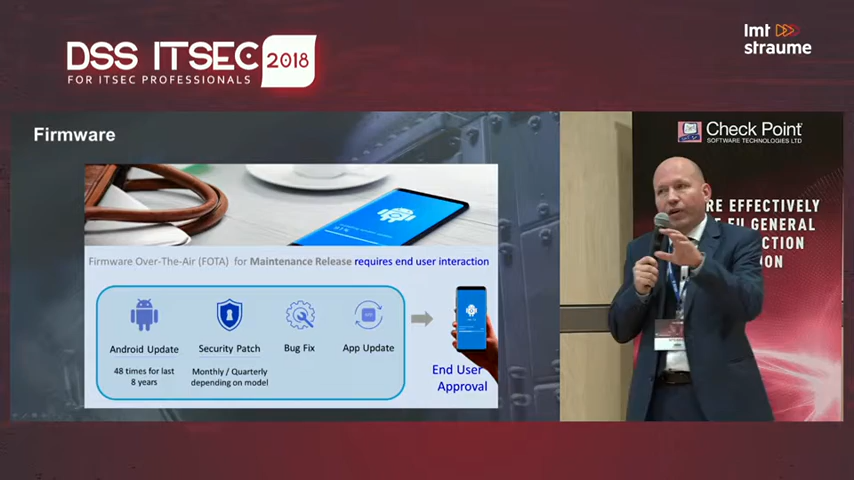 DSS ITSEC 2018
FOR ITSEC PROFESSIONALS
lmt
straume
Firmware
Firmware Over-The-Air (FOTA) for Maintenance Release requires end user interaction
Android Update
48 times for last
8 years
Security Patch
Monthly / Quarterly
depending on model
Bug Fix
App Update
End User
Approval
Check Point
SOFTWARE TECHNOLOGIES LTD
RE EFFECTIVELY
EU GENERAL
CTION
ON